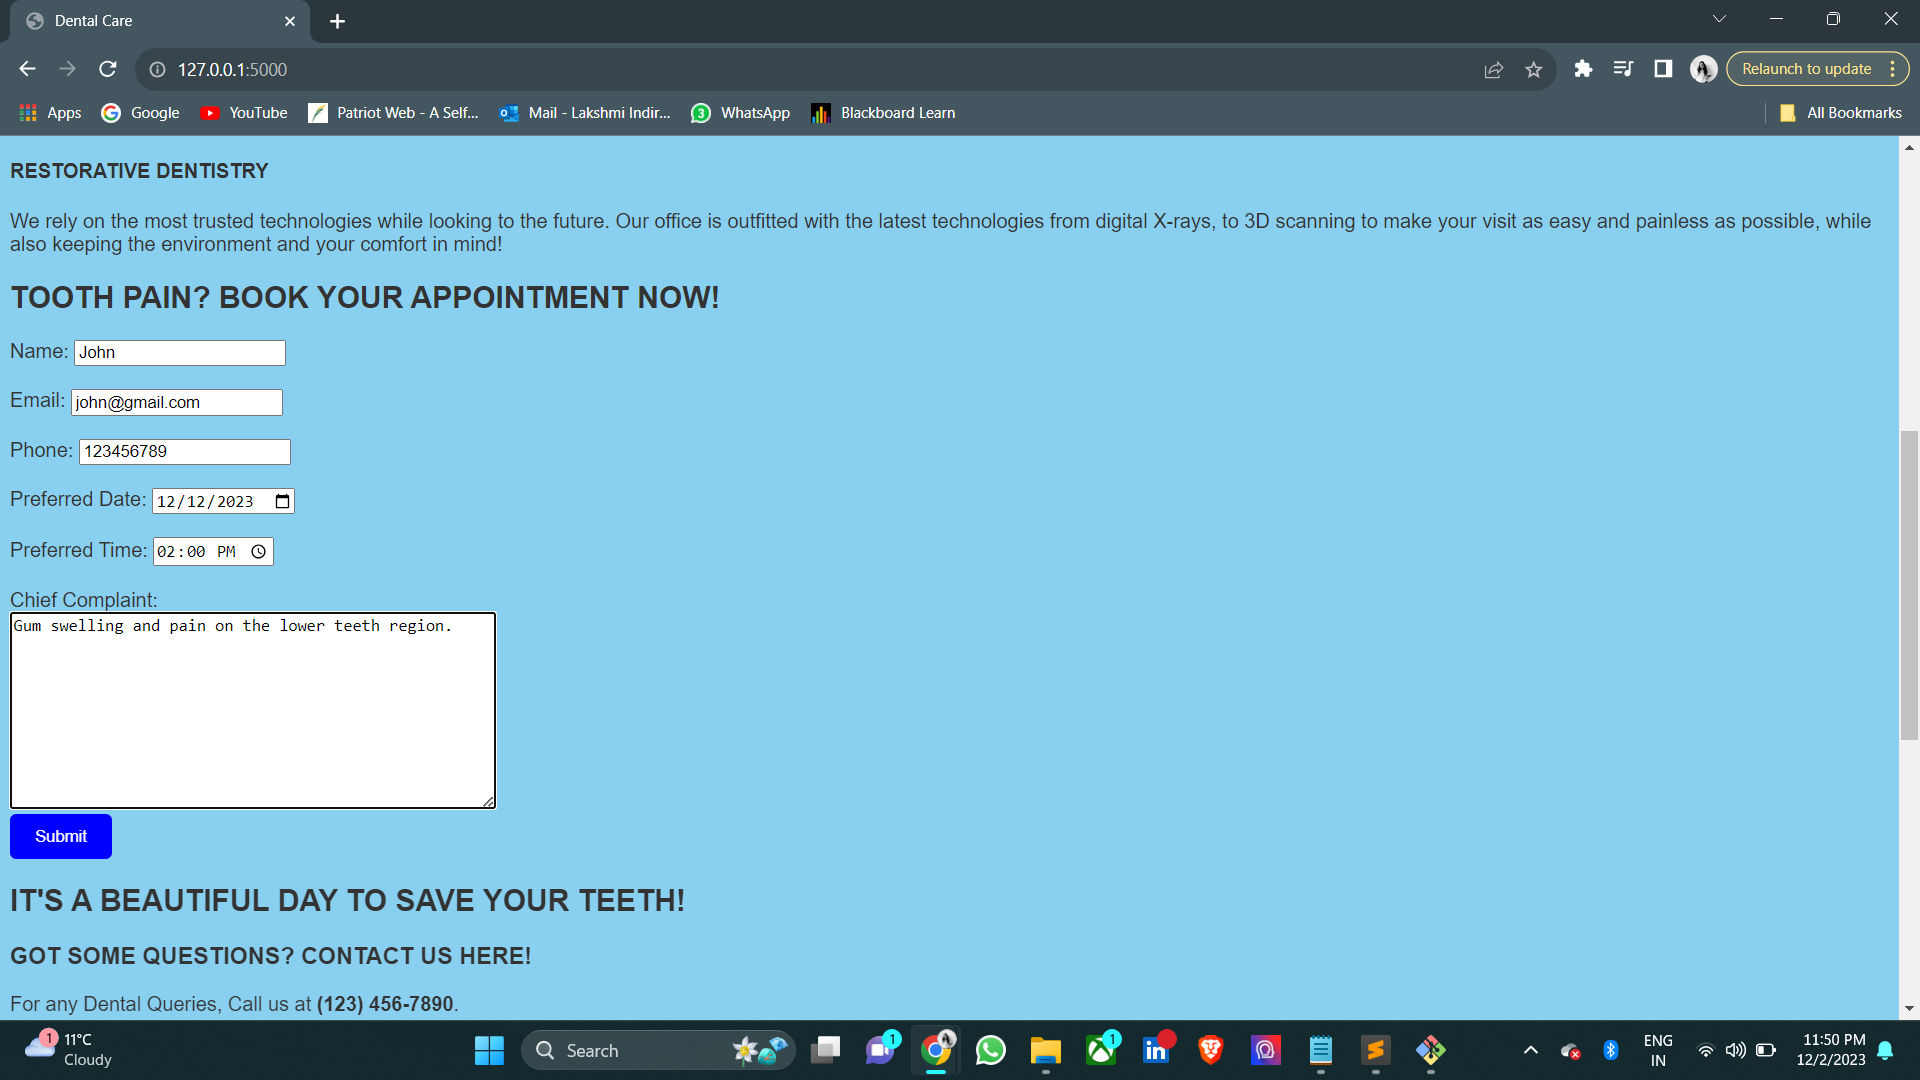 Dental Care
127.0.0.1:5000
Relaunch to update
Apps
Google
YouTube
Patriot Web - A Self...
Mail - Lakshmi Indir...
3
WhatsApp
Blackboard Learn
All Bookmarks
RESTORATIVE DENTISTRY
We rely on the most trusted technologies while looking to the future. Our office is outfitted with the latest technologies from digital X-rays, to 3D scanning to make your visit as easy and painless as possible, while
also keeping the environment and your comfort in mind!
TOOTH PAIN? BOOK YOUR APPOINTMENT NOW!
Name: John
Email: john@gmail.com
Phone: 123456789
Preferred Date: 12/12/2023
Preferred Time: 02:00 PM
Chief Complaint:
Gum swelling and pain on the lower teeth region.
Submit
IT'S A BEAUTIFUL DAY TO SAVE YOUR TEETH!
GOT SOME QUESTIONS? CONTACT US HERE!
For any Dental Queries, Call us at (123) 456-7890.
1
11°C
Cloudy
Search
1
1
in
ENG
IN
11:50 PM
12/2/2023